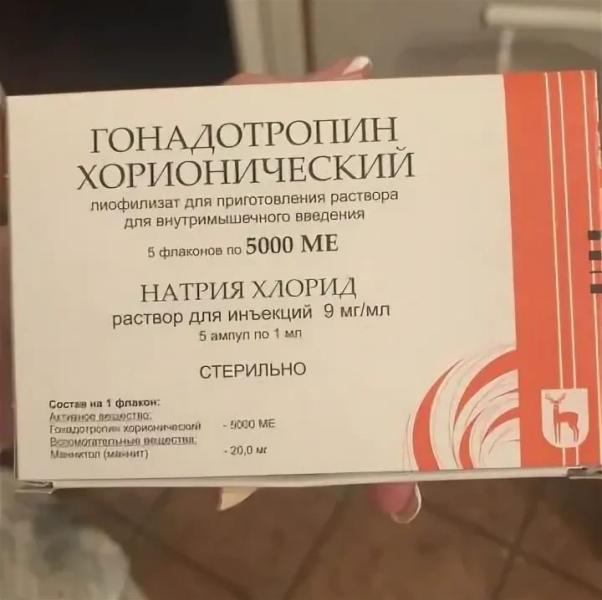 ГОНАДОТРОПИН
ХОРИОНИЧЕСКИЙ
лиофилизат для приготовления раствора
для внутримышечного введения
5 флаконов по 5000 МЕ
НАТРИЯ ХЛОРИД
раствор для инъекций 9 мг/мл
5 ампул по 1 мл
СТЕРИЛЬНО
Состав на 1 флакон:
Активное вещество:
Гонадотропин хорионический - 5000 МЕ
Вспомогательные вещества:
Маннитол (маннит) - 20,0 мг